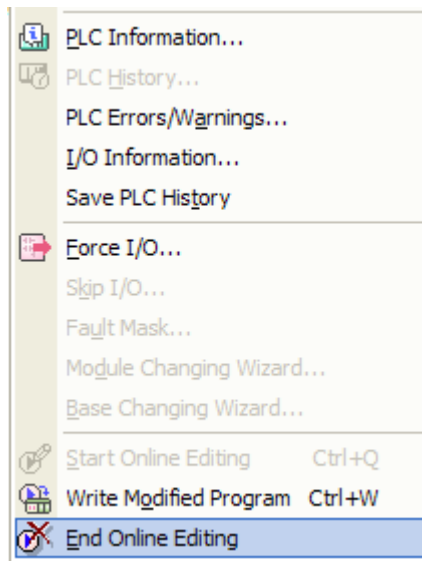 PLC Information...
PLC History...
PLC Errors/Warnings...
I/O Information...
Save PLC History
Force I/O...
Skip I/O...
Fault Mask...
Module Changing Wizard...
Base Changing Wizard...
Start Online Editing Ctrl+Q
Write Modified Program Ctrl+W
End Online Editing